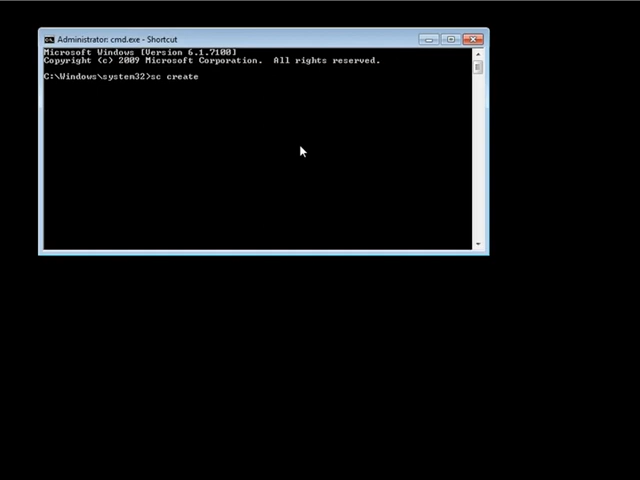 Administrator: cmd.exe - Shortcut
Microsoft Windows [Version 6.1.7100]
Copyright (c) 2009 Microsoft Corporation.  All rights reserved.
C:\Windows\system32>sc create